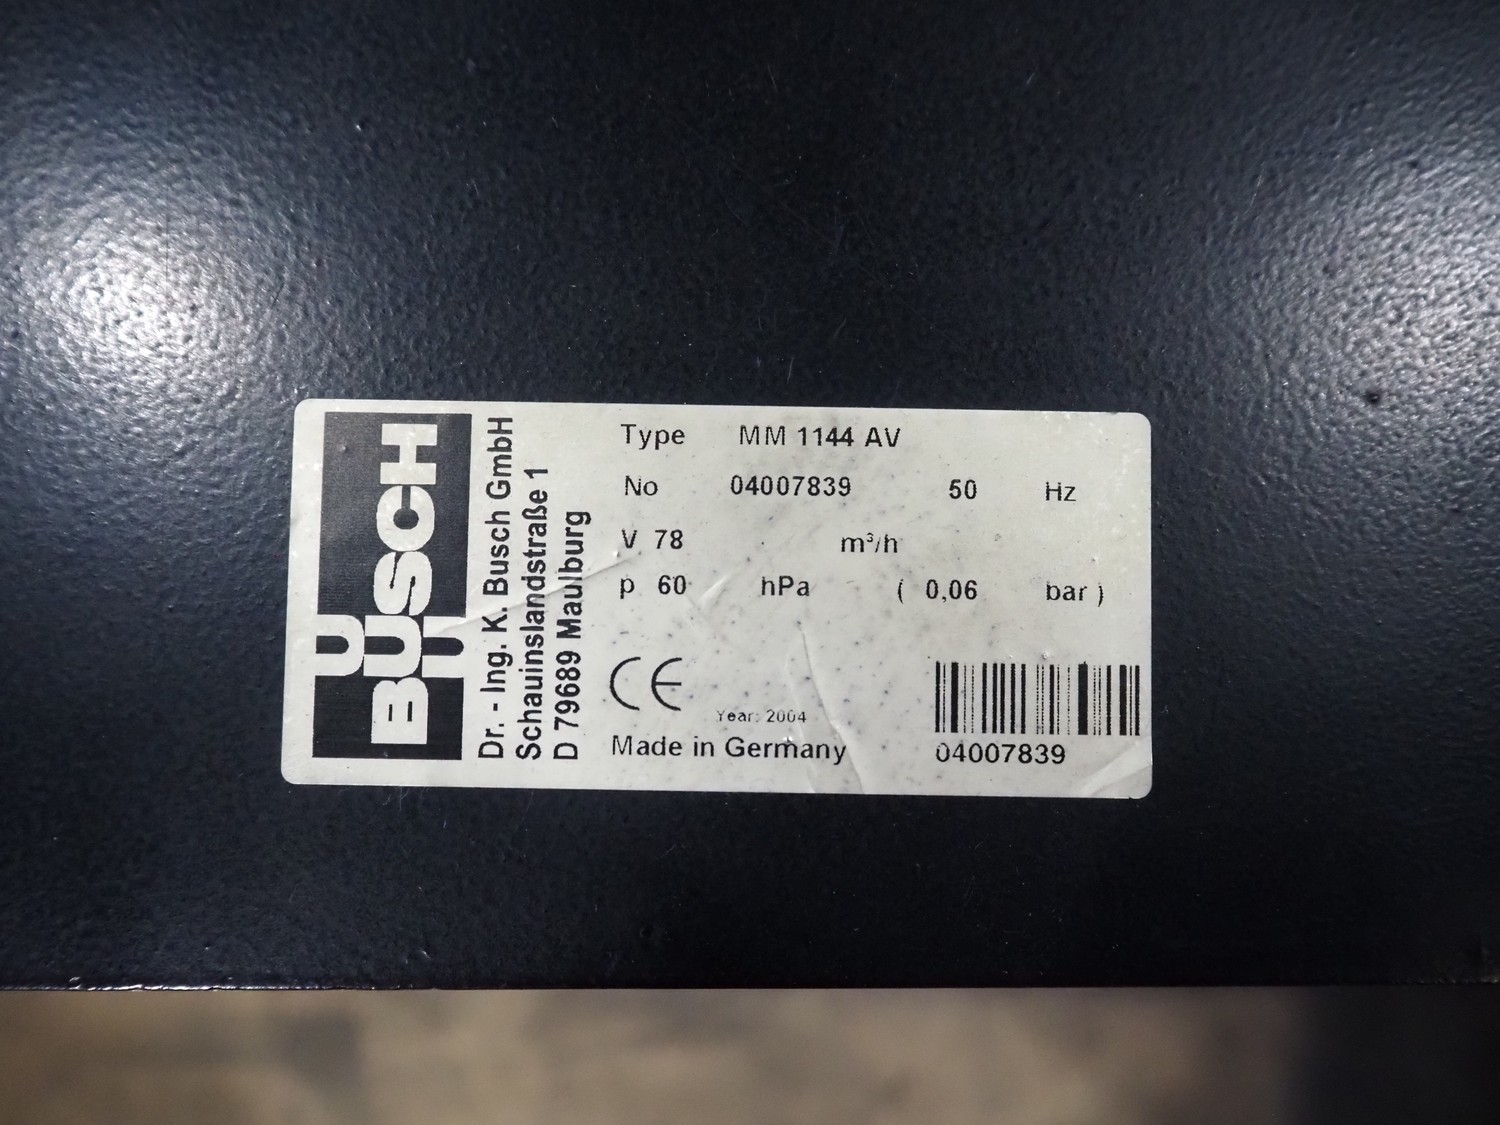 BUSCH
Dr. - Ing. K. Busch GmbH
Schauinslandstraße 1
D 79689 Maulburg
Type MM 1144 AV
No 04007839 50 Hz
V 78 m³/h
p 60 hPa ( 0,06 bar )
CE
Year: 2004
Made in Germany
04007839